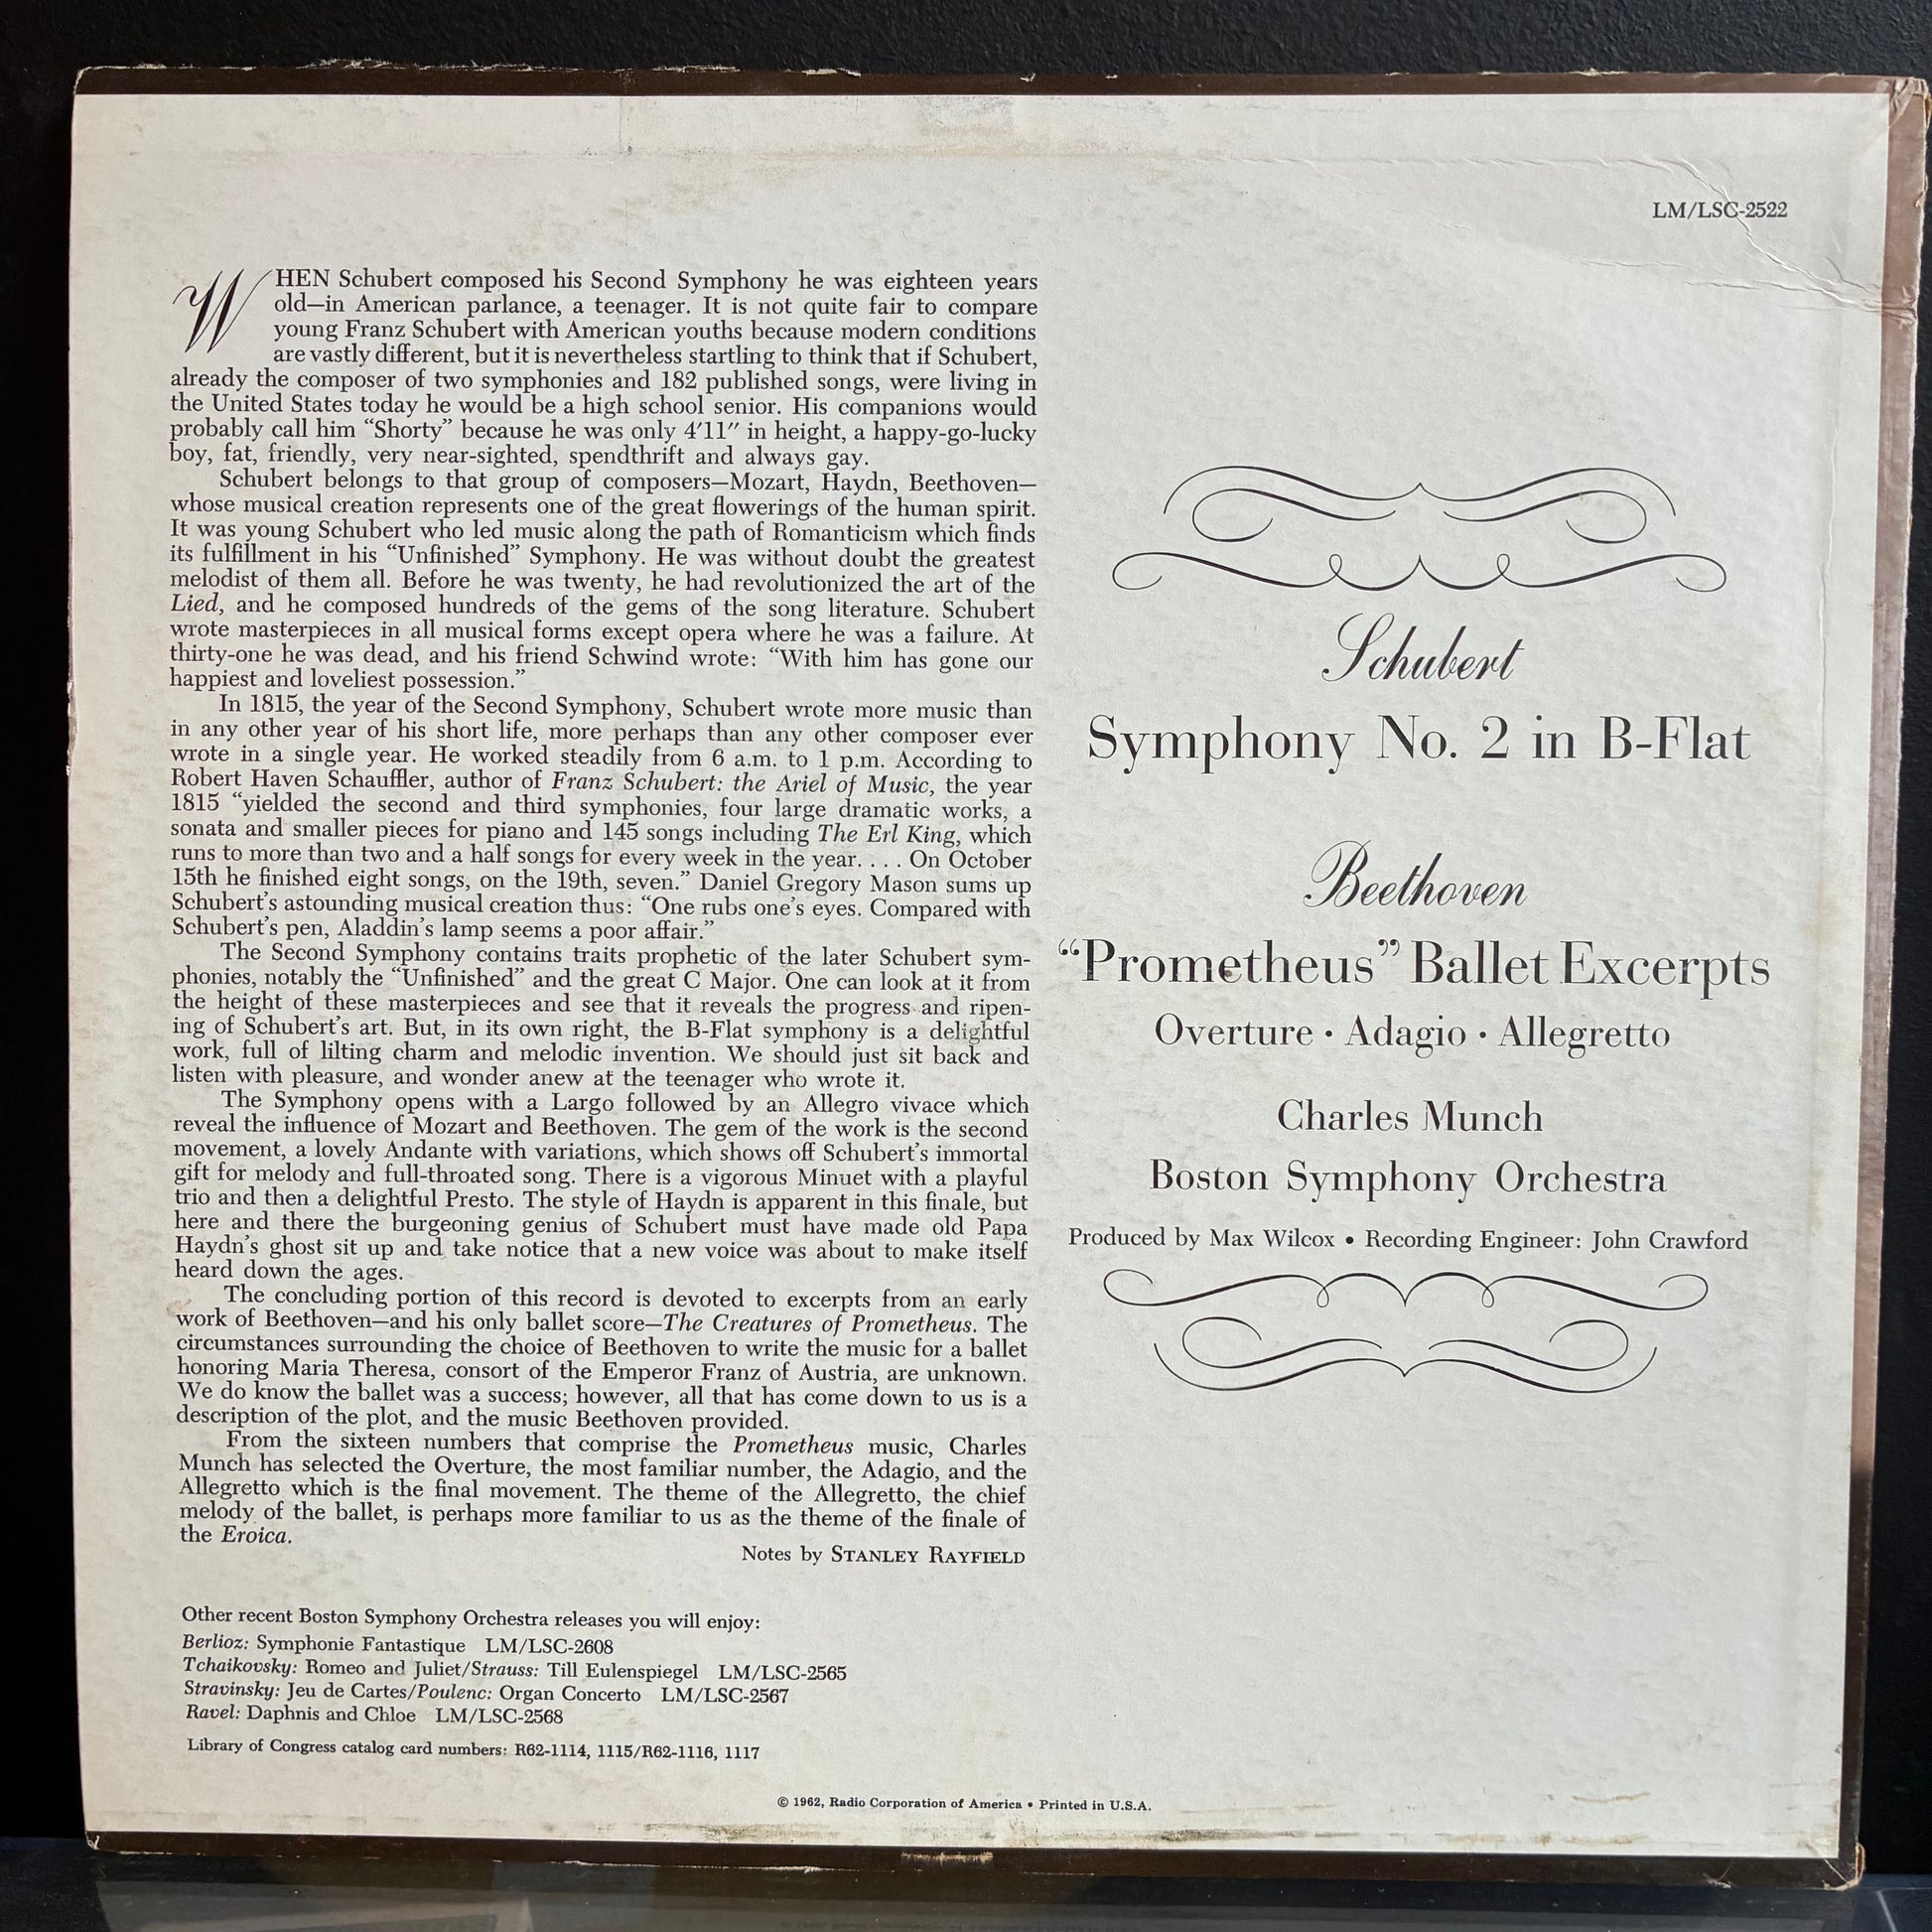 LM/LSC-2522
WHEN Schubert composed his Second Symphony he was eighteen years
old—in American parlance, a teenager. It is not quite fair to compare
young Franz Schubert with American youths because modern conditions
are vastly different, but it is nevertheless startling to think that if Schubert,
already the composer of two symphonies and 182 published songs, were living in
the United States today he would be a high school senior. His companions would
probably call him “Shorty” because he was only 4′11″ in height, a happy-go-lucky
boy, fat, friendly, very near-sighted, spendthrift and always gay.
Schubert belongs to that group of composers—Mozart, Haydn, Beethoven—
whose musical creation represents one of the great flowerings of the human spirit.
It was young Schubert who led music along the path of Romanticism which finds
its fulfillment in his “Unfinished” Symphony. He was without doubt the greatest
melodist of them all. Before he was twenty, he had revolutionized the art of the
Lied, and he composed hundreds of the gems of the song literature. Schubert
wrote masterpieces in all musical forms except opera where he was a failure. At
thirty-one he was dead, and his friend Schwind wrote: “With him has gone our
happiest and loveliest possession.”
In 1815, the year of the Second Symphony, Schubert wrote more music than
in any other year of his short life, more perhaps than any other composer ever
wrote in a single year. He worked steadily from 6 a.m. to 1 p.m. According to
Robert Haven Schauffler, author of Franz Schubert: the Ariel of Music, the year
1815 “yielded the second and third symphonies, four large dramatic works, a
sonata and smaller pieces for piano and 145 songs including The Erl King, which
runs to more than two and a half songs for every week in the year. . . . On October
15th he finished eight songs, on the 19th, seven.” Daniel Gregory Mason sums up
Schubert’s astounding musical creation thus: “One rubs one’s eyes. Compared with
Schubert’s pen, Aladdin’s lamp seems a poor affair.”
The Second Symphony contains traits prophetic of the later Schubert sym-
phonies, notably the “Unfinished” and the great C Major. One can look at it from
the height of these masterpieces and see that it reveals the progress and ripen-
ing of Schubert’s art. But, in its own right, the B-Flat symphony is a delightful
work, full of lilting charm and melodic invention. We should just sit back and
listen with pleasure, and wonder anew at the teenager who wrote it.
The Symphony opens with a Largo followed by an Allegro vivace which
reveal the influence of Mozart and Beethoven. The gem of the work is the second
movement, a lovely Andante with variations, which shows off Schubert’s immortal
gift for melody and full-throated song. There is a vigorous Minuet with a playful
trio and then a delightful Presto. The style of Haydn is apparent in this finale, but
here and there the burgeoning genius of Schubert must have made old Papa
Haydn’s ghost sit up and take notice that a new voice was about to make itself
heard down the ages.
The concluding portion of this record is devoted to excerpts from an early
work of Beethoven—and his only ballet score—The Creatures of Prometheus. The
circumstances surrounding the choice of Beethoven to write the music for a ballet
honoring Maria Theresa, consort of the Emperor Franz of Austria, are unknown.
We do know the ballet was a success; however, all that has come down to us is a
description of the plot, and the music Beethoven provided.
From the sixteen numbers that comprise the Prometheus music, Charles
Munch has selected the Overture, the most familiar number, the Adagio, and the
Allegretto which is the final movement. The theme of the Allegretto, the chief
melody of the ballet, is perhaps more familiar to us as the theme of the finale of
the Eroica.
Notes by STANLEY RAYFIELD
Other recent Boston Symphony Orchestra releases you will enjoy:
Berlioz: Symphonie Fantastique LM/LSC-2608
Tchaikovsky: Romeo and Juliet/Strauss: Till Eulenspiegel LM/LSC-2565
Stravinsky: Jeu de Cartes/Poulenc: Organ Concerto LM/LSC-2567
Ravel: Daphnis and Chloe LM/LSC-2568
Library of Congress catalog card numbers: R62-1114, 1115/R62-1116, 1117
Schubert
Symphony No. 2 in B-Flat
Beethoven
“Prometheus” Ballet Excerpts
Overture • Adagio • Allegretto
Charles Munch
Boston Symphony Orchestra
Produced by Max Wilcox • Recording Engineer: John Crawford
© 1962, Radio Corporation of America • Printed in U.S.A.